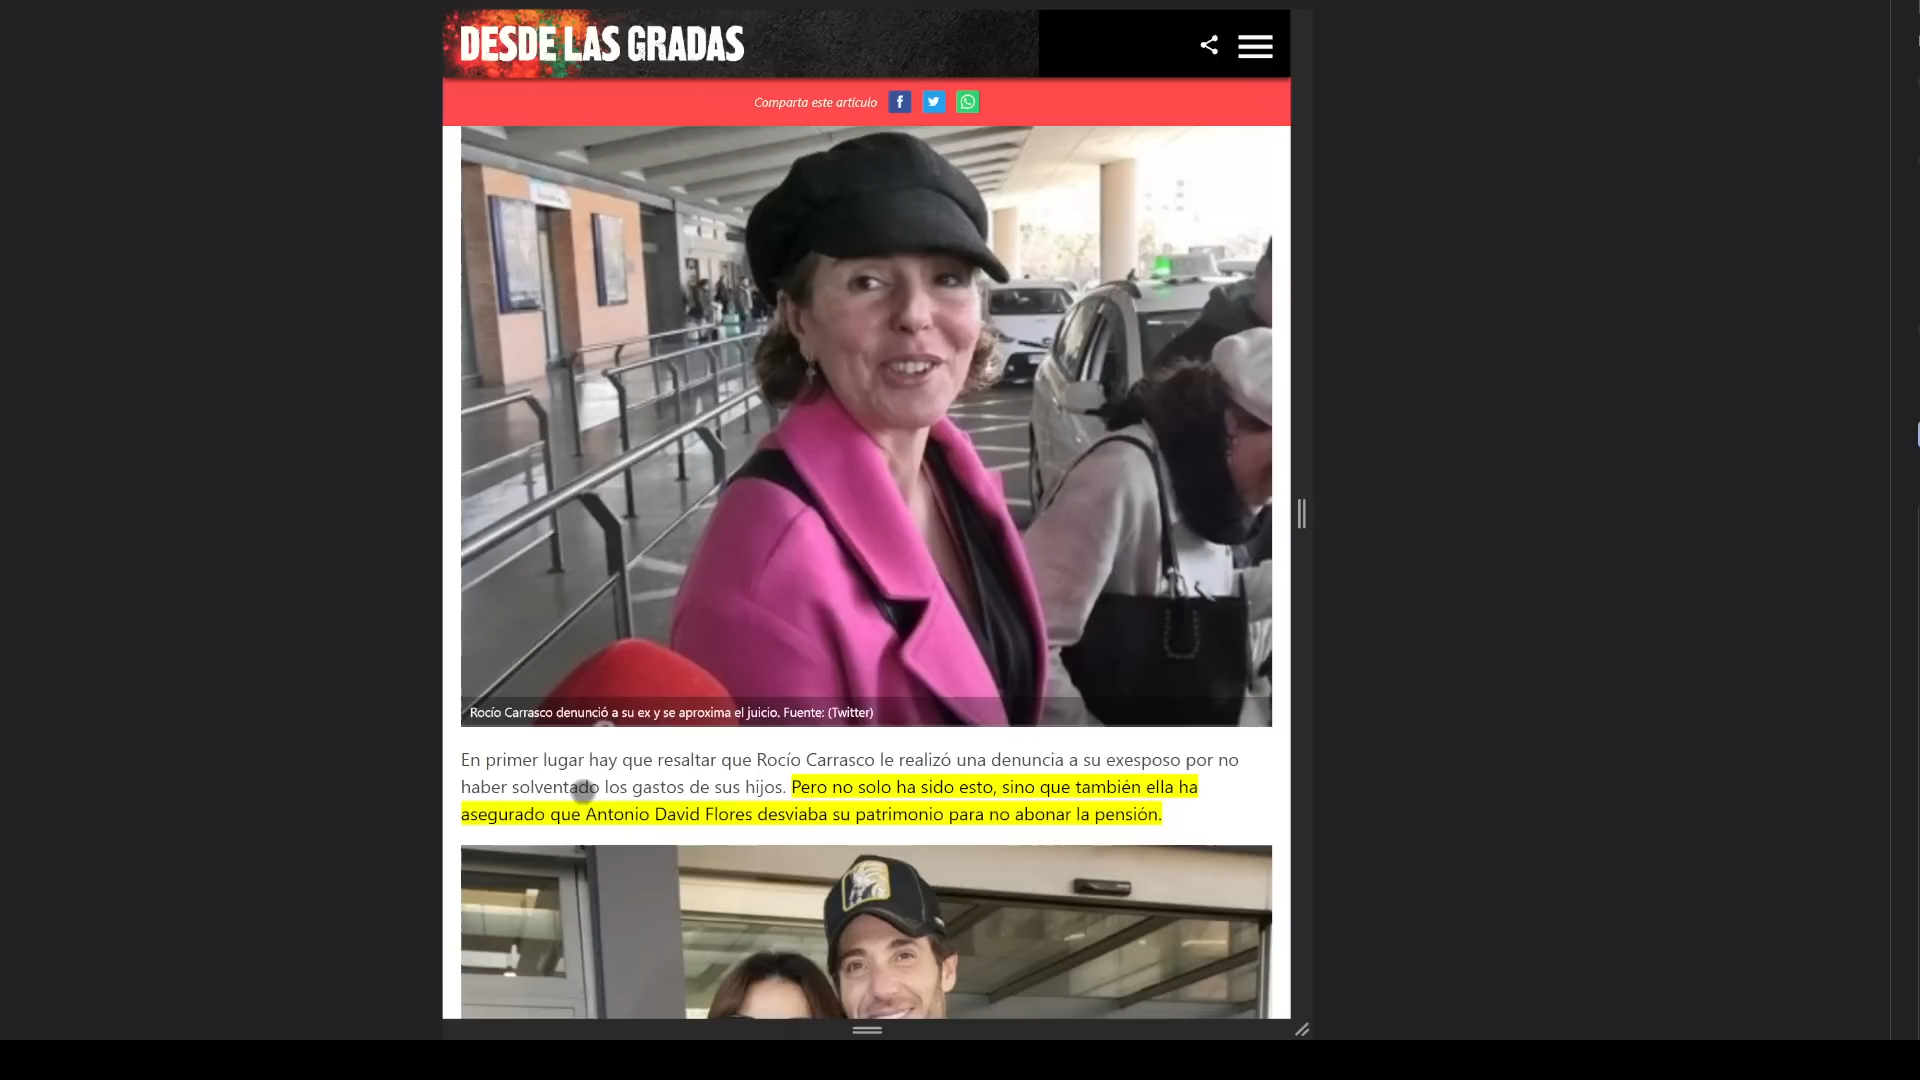 DESDE LAS GRADAS
Comparta este artículo
Rocío Carrasco denunció a su ex y se aproxima el juicio. Fuente: (Twitter)
En primer lugar hay que resaltar que Rocío Carrasco le realizó una denuncia a su exesposo por no
haber solventado los gastos de sus hijos. Pero no solo ha sido esto, sino que también ella ha
asegurado que Antonio David Flores desviaba su patrimonio para no abonar la pensión.